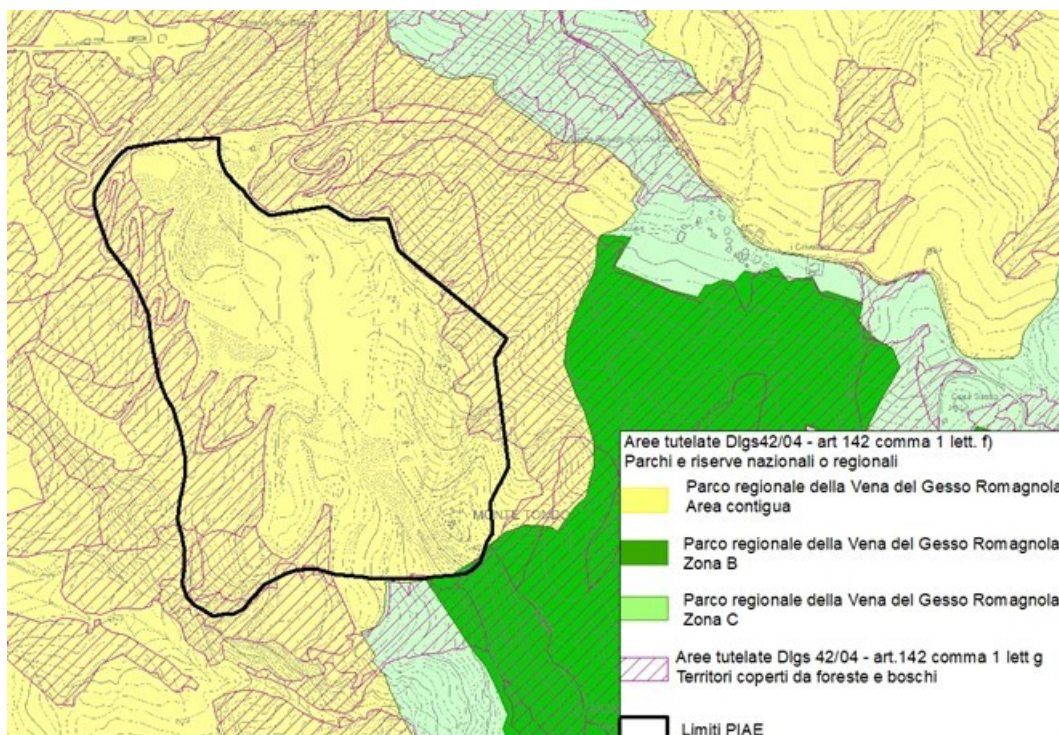 MONTE TONDO
Aree tutelate Dlgs42/04 - art 142 comma 1 lett. f)
Parchi e riserve nazionali o regionali
Parco regionale della Vena del Gesso Romagnola
Area contigua
Parco regionale della Vena del Gesso Romagnola
Zona B
Parco regionale della Vena del Gesso Romagnola
Zona C
Aree tutelate Dlgs 42/04 - art.142 comma 1 lett g
Territori coperti da foreste e boschi
Limiti PIAE